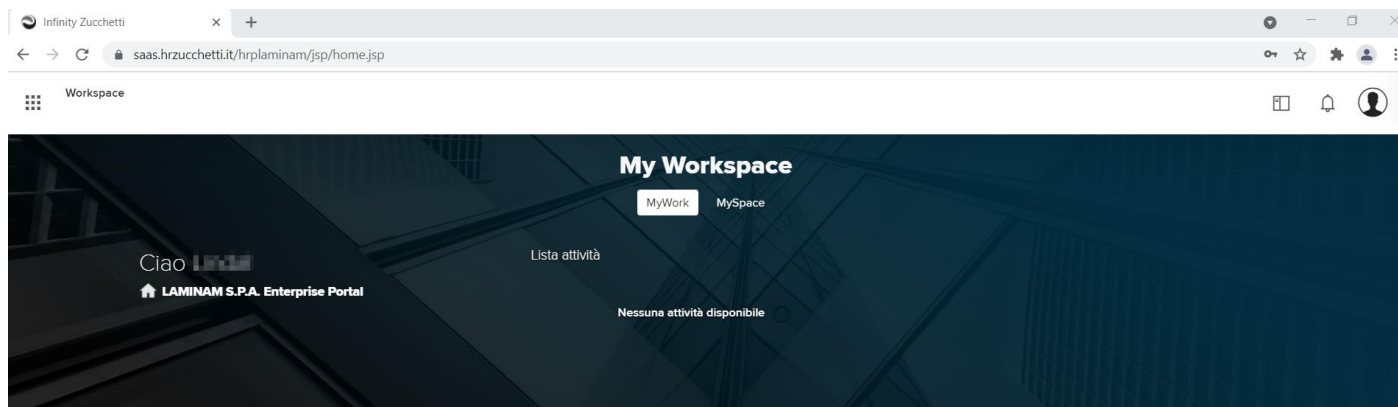 Infinity Zucchetti
saas.hrzucchetti.it/hrplaminam/jsp/home.jsp
Workspace
My Workspace
MyWork MySpace
Ciao
Lista attività
LAMINAM S.P.A. Enterprise Portal
Nessuna attività disponibile